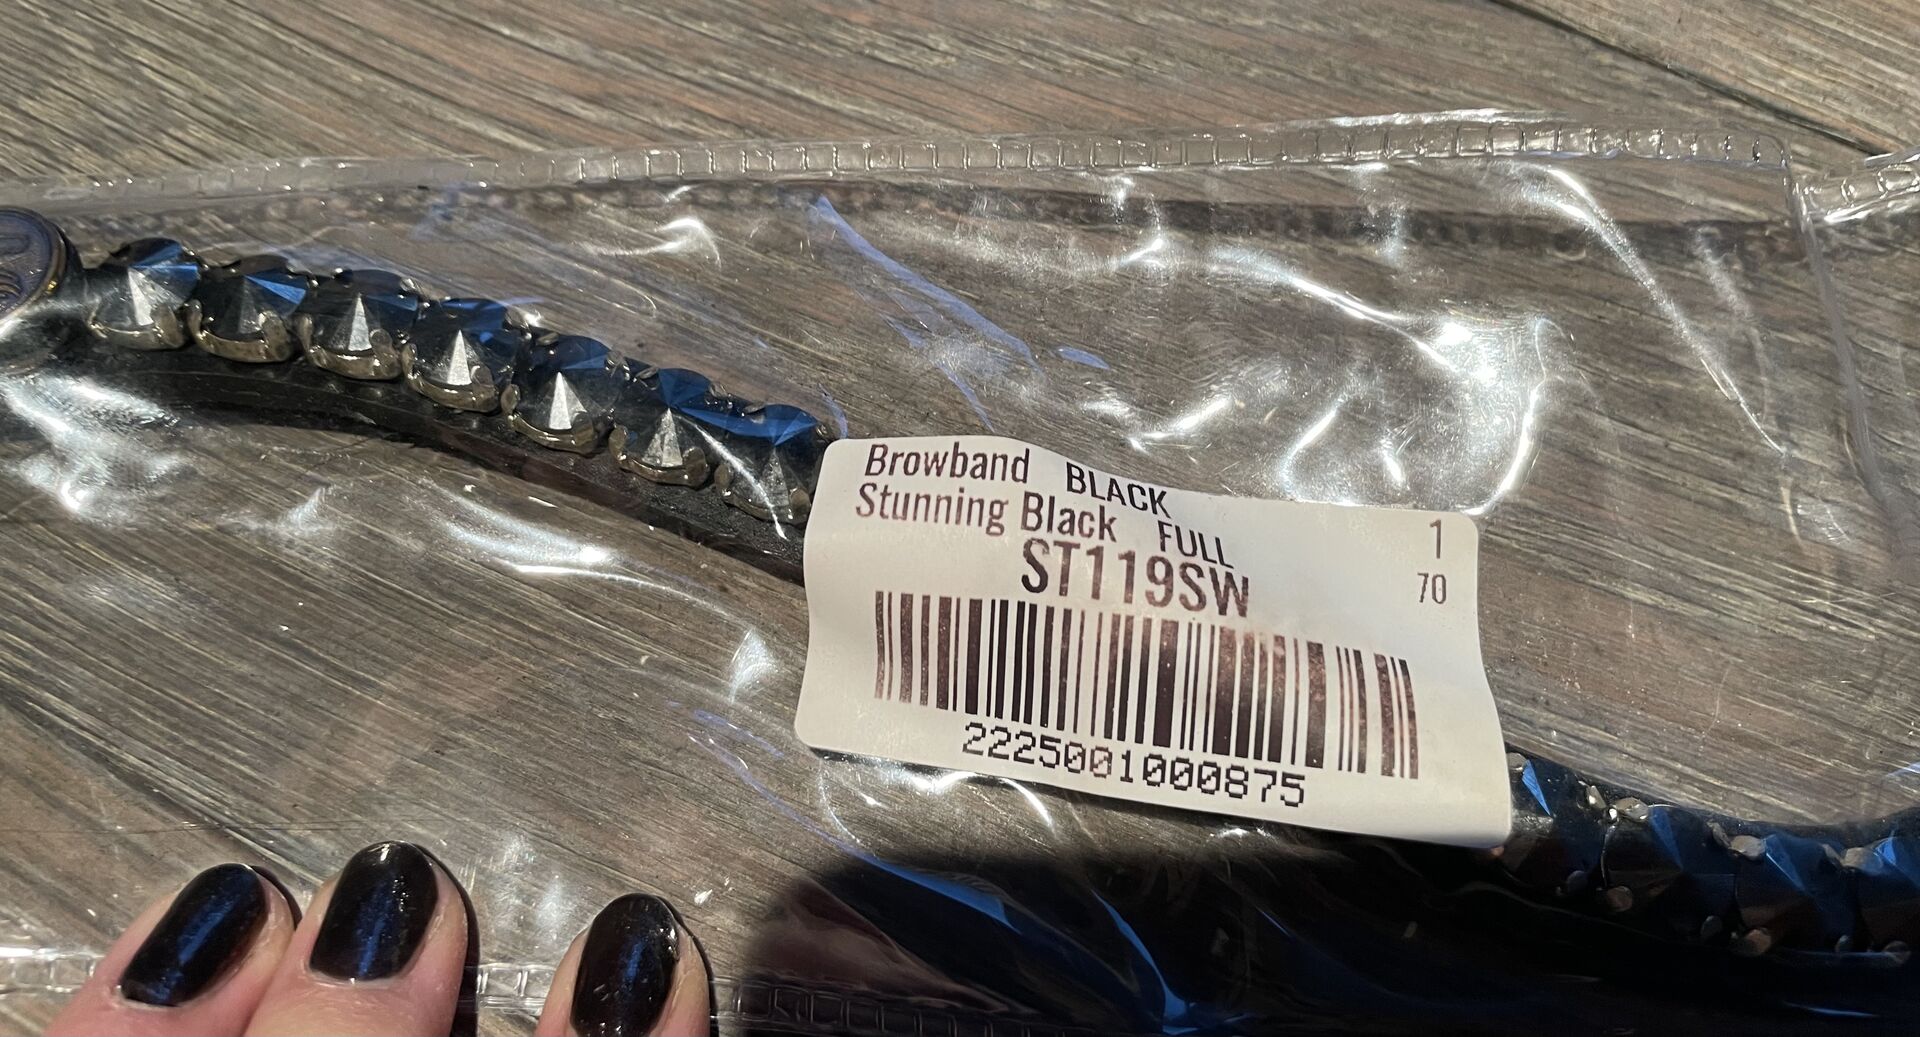 Browband BLACK
Stunning Black FULL 1
ST119SW 70
2225001000875